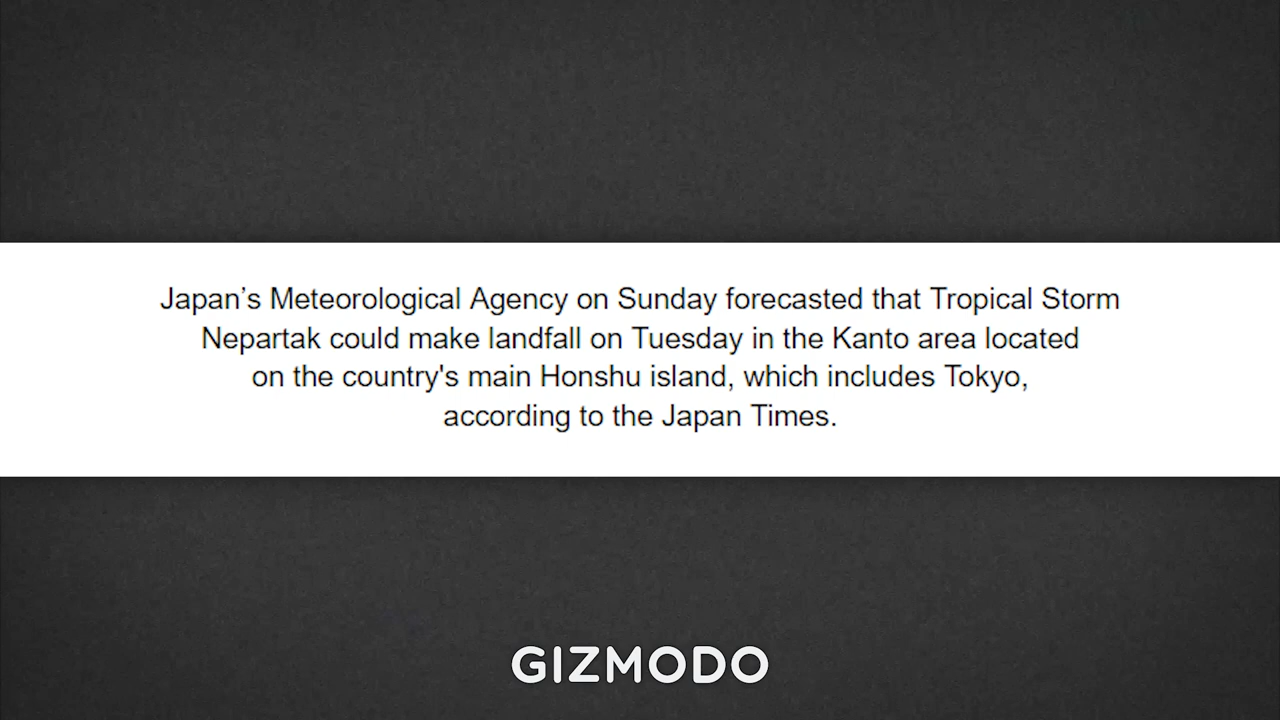 Japan’s Meteorological Agency on Sunday forecasted that Tropical Storm
Nepartak could make landfall on Tuesday in the Kanto area located
on the country's main Honshu island, which includes Tokyo,
according to the Japan Times.
GIZMODO